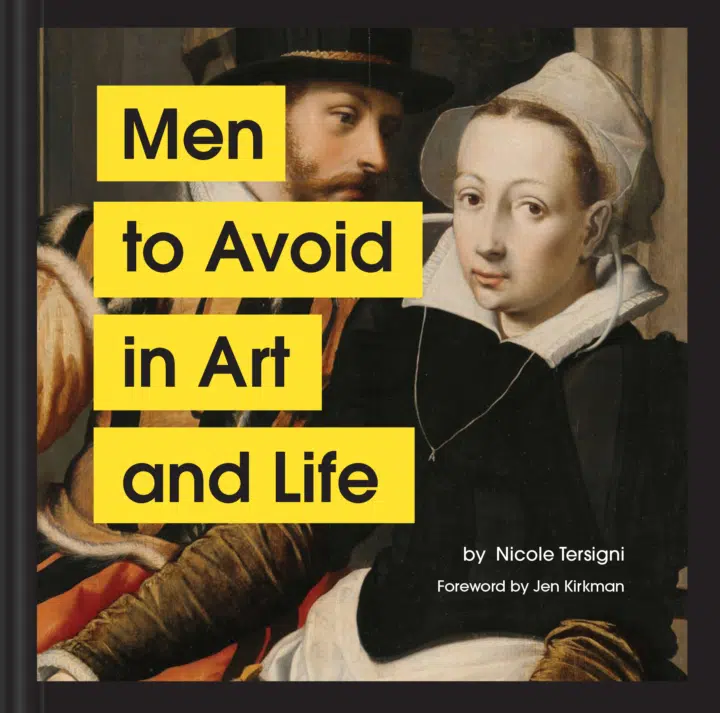 Men
to Avoid
in Art
and Life
by Nicole Tersigni
Foreword by Jen Kirkman